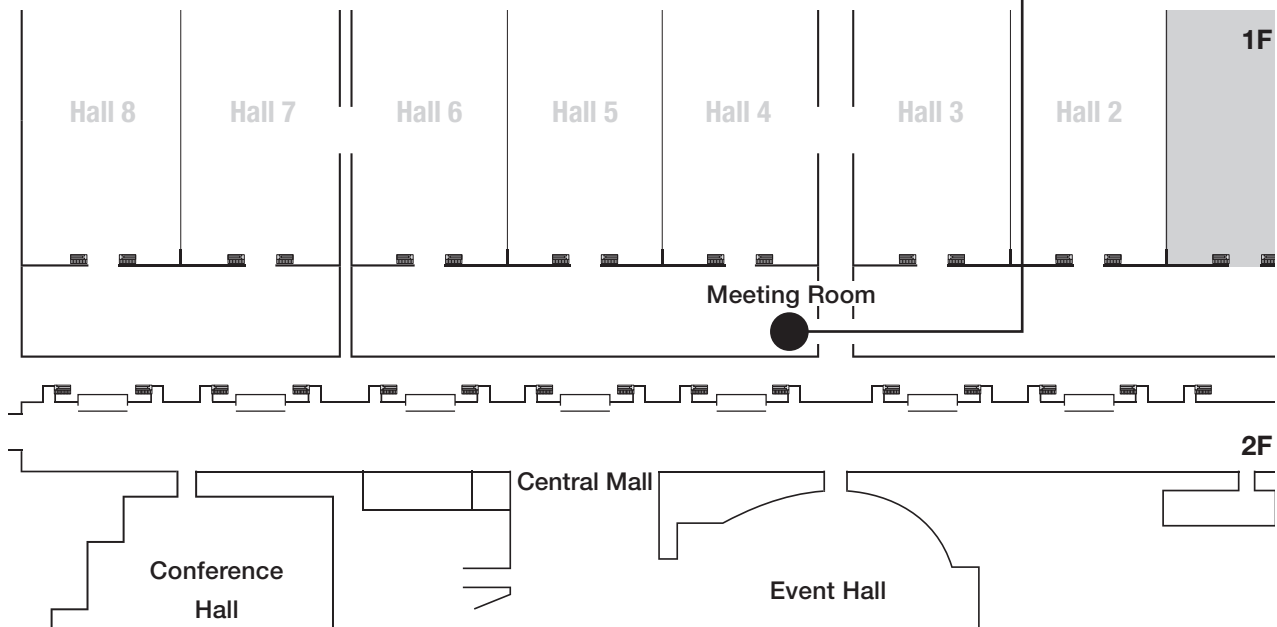 1F
Hall 8
Hall 7
Hall 6
Hall 5
Hall 4
Hall 3
Hall 2
Meeting Room
2F
Central Mall
Conference
Hall
Event Hall